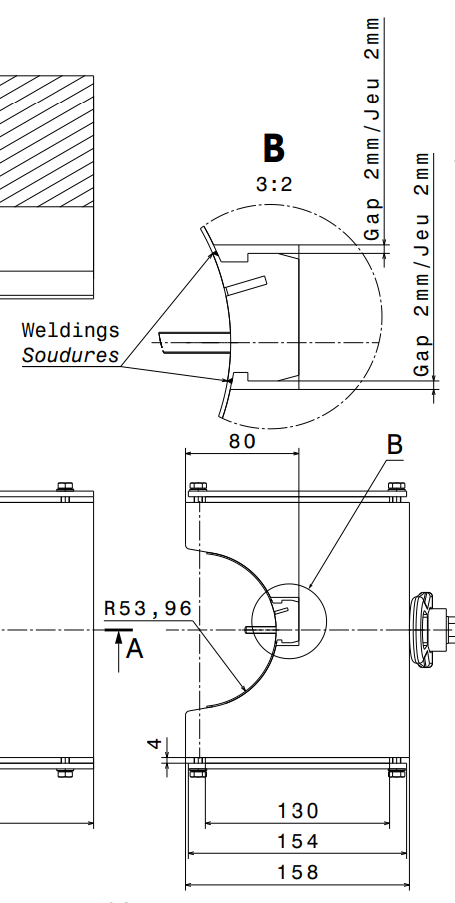 Gap 2mm/Jeu 2mm
B
3:2
Gap 2mm/Jeu 2mm
Weldings
Soudures
80
B
R53,96
A
4
130
154
158